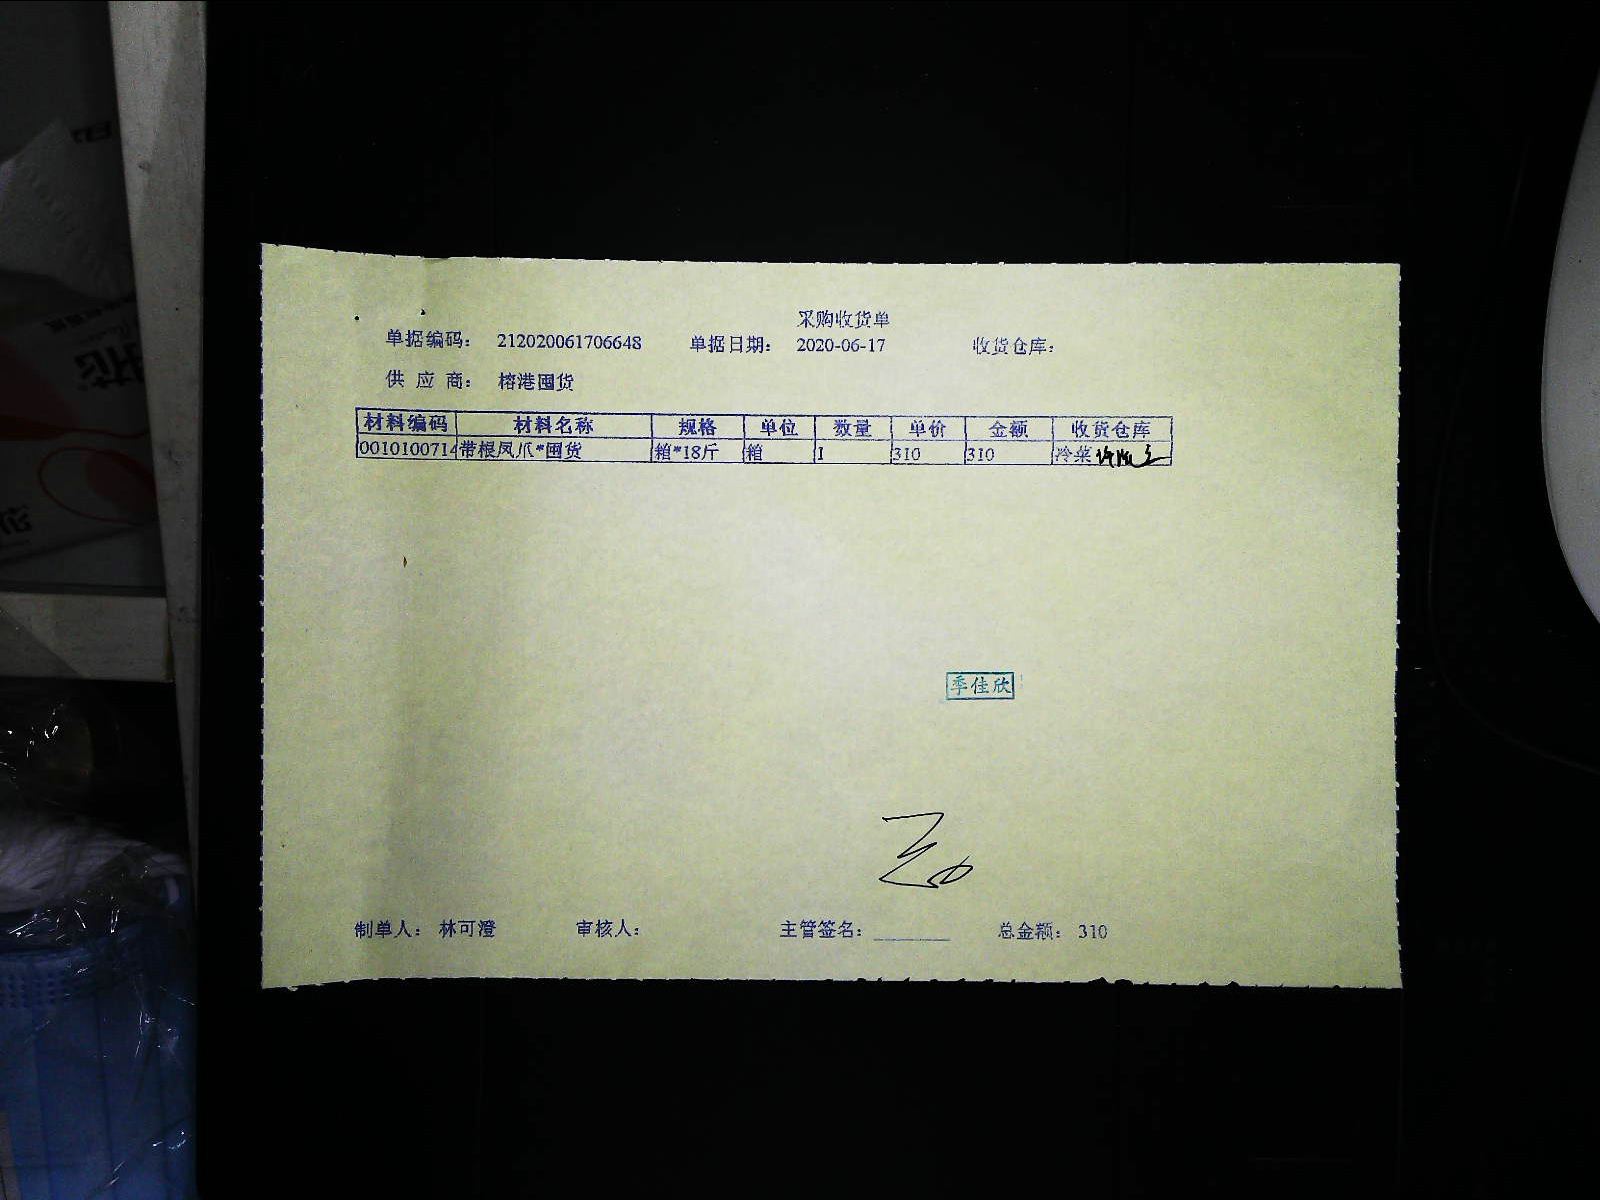 采购收货单
单据编码： 212020061706648 单据日期： 2020-06-17 收货仓库：
供 应 商： 榕港囤货
材料编码 材料名称 规格 单位 数量 单价 金额 收货仓库
0010100714 带根凤爪*囤货 箱*18斤 箱 1 310 310 冷菜
季佳欣
制单人： 林可澄 审核人： 主管签名： 总金额： 310